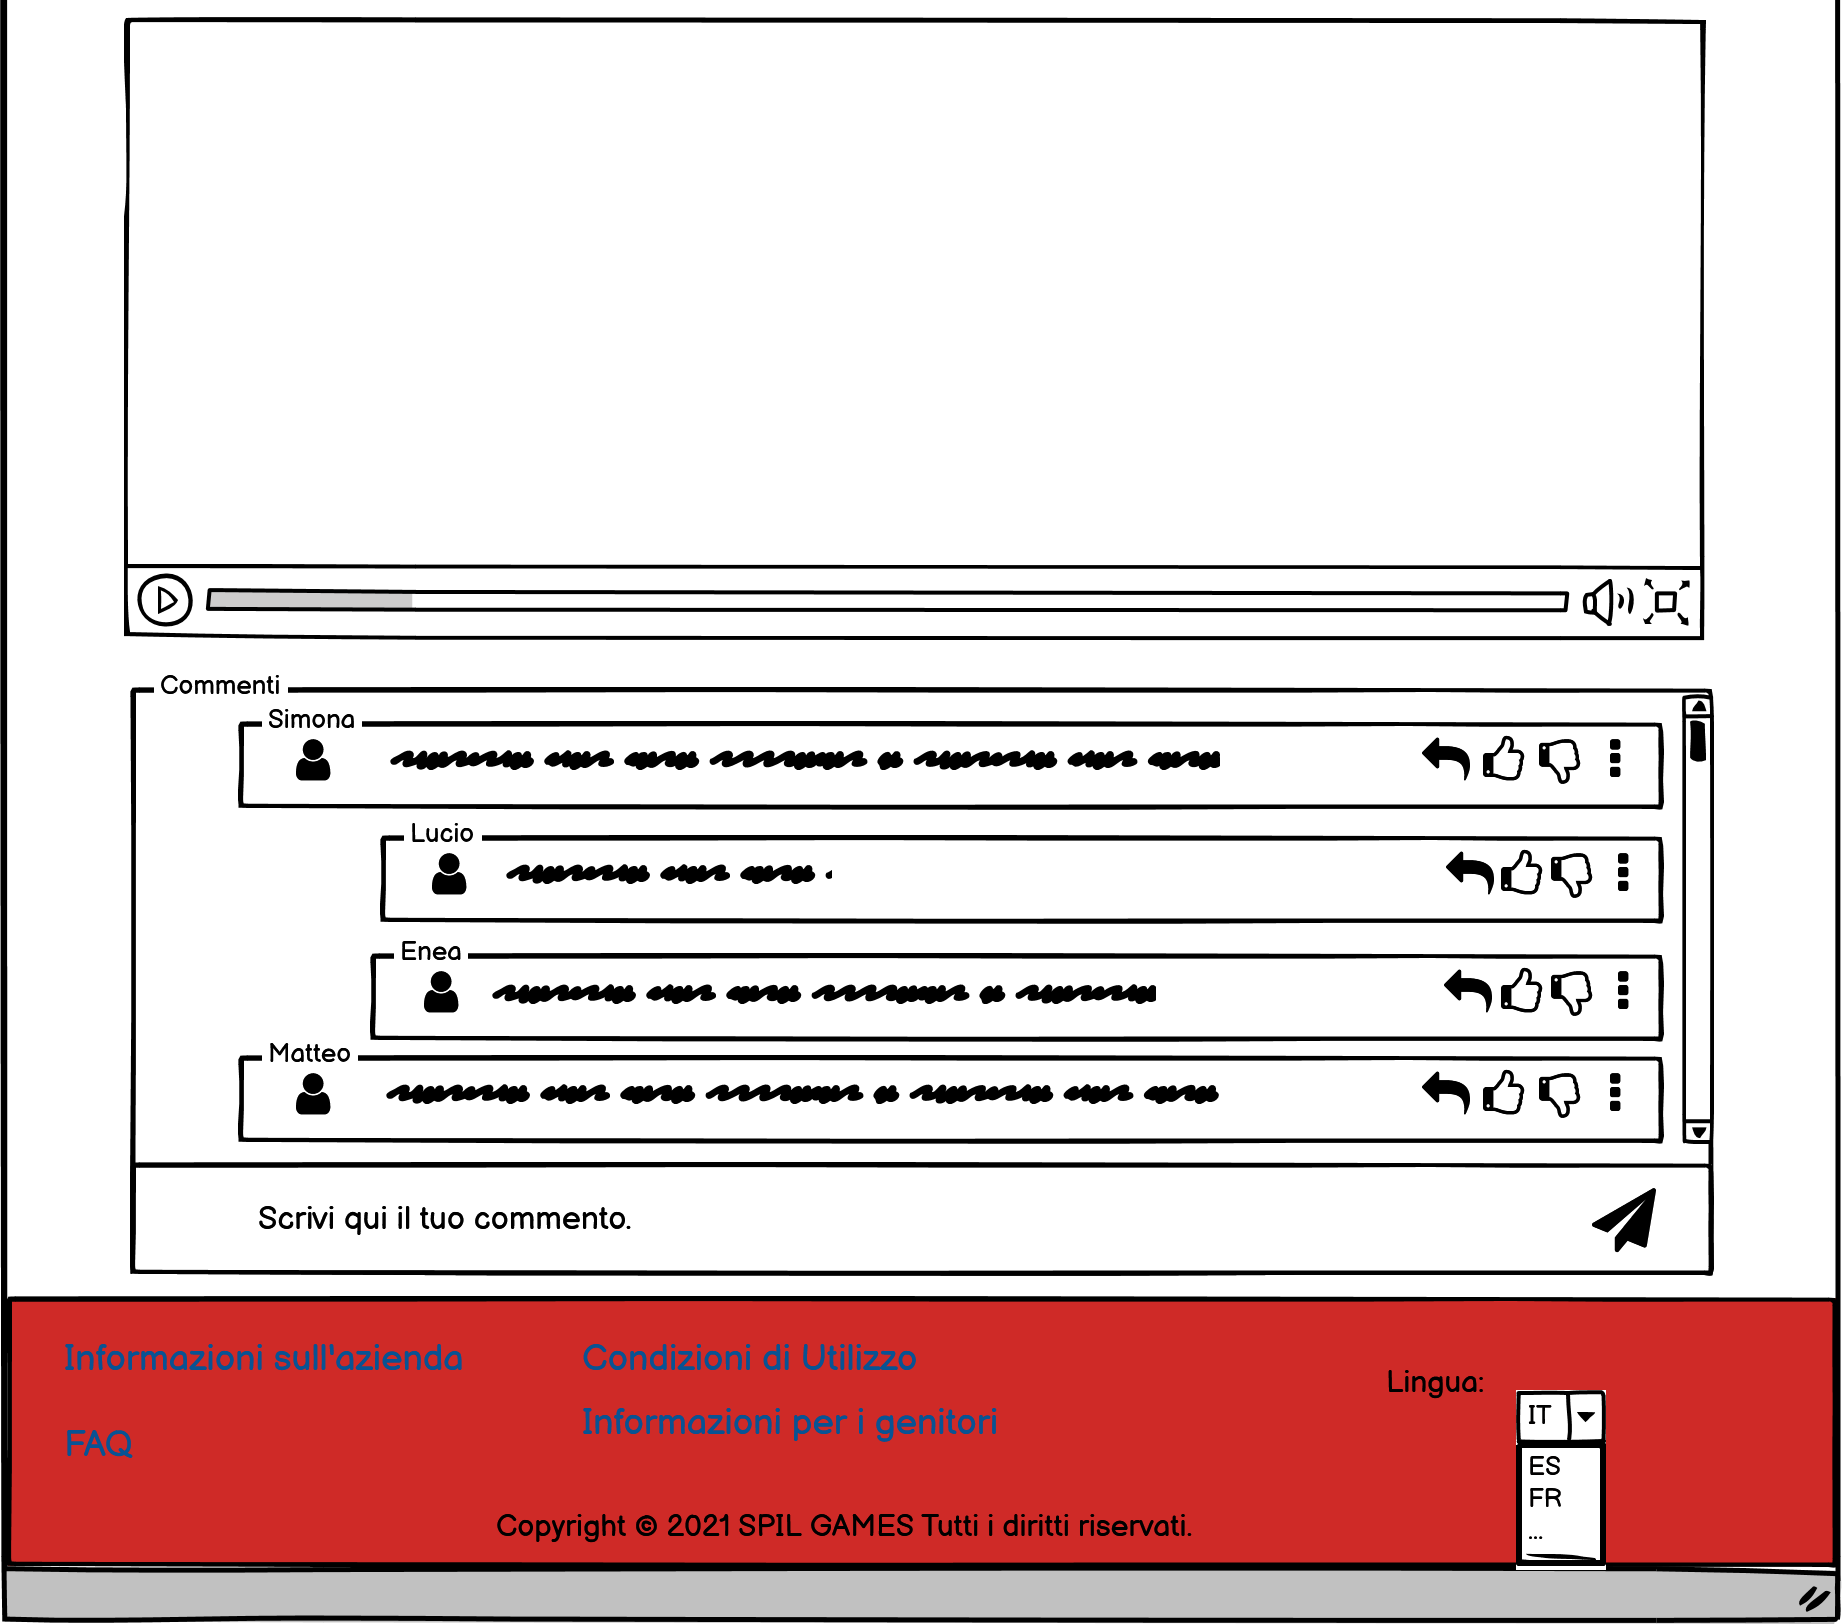 Commenti
Simona
Lucio
Enea
Matteo
Scrivi qui il tuo commento.
Informazioni sull'azienda
Condizioni di Utilizzo
Lingua:
IT
Informazioni per i genitori
FAQ
ES
FR
...
Copyright © 2021 SPIL GAMES Tutti i diritti riservati.